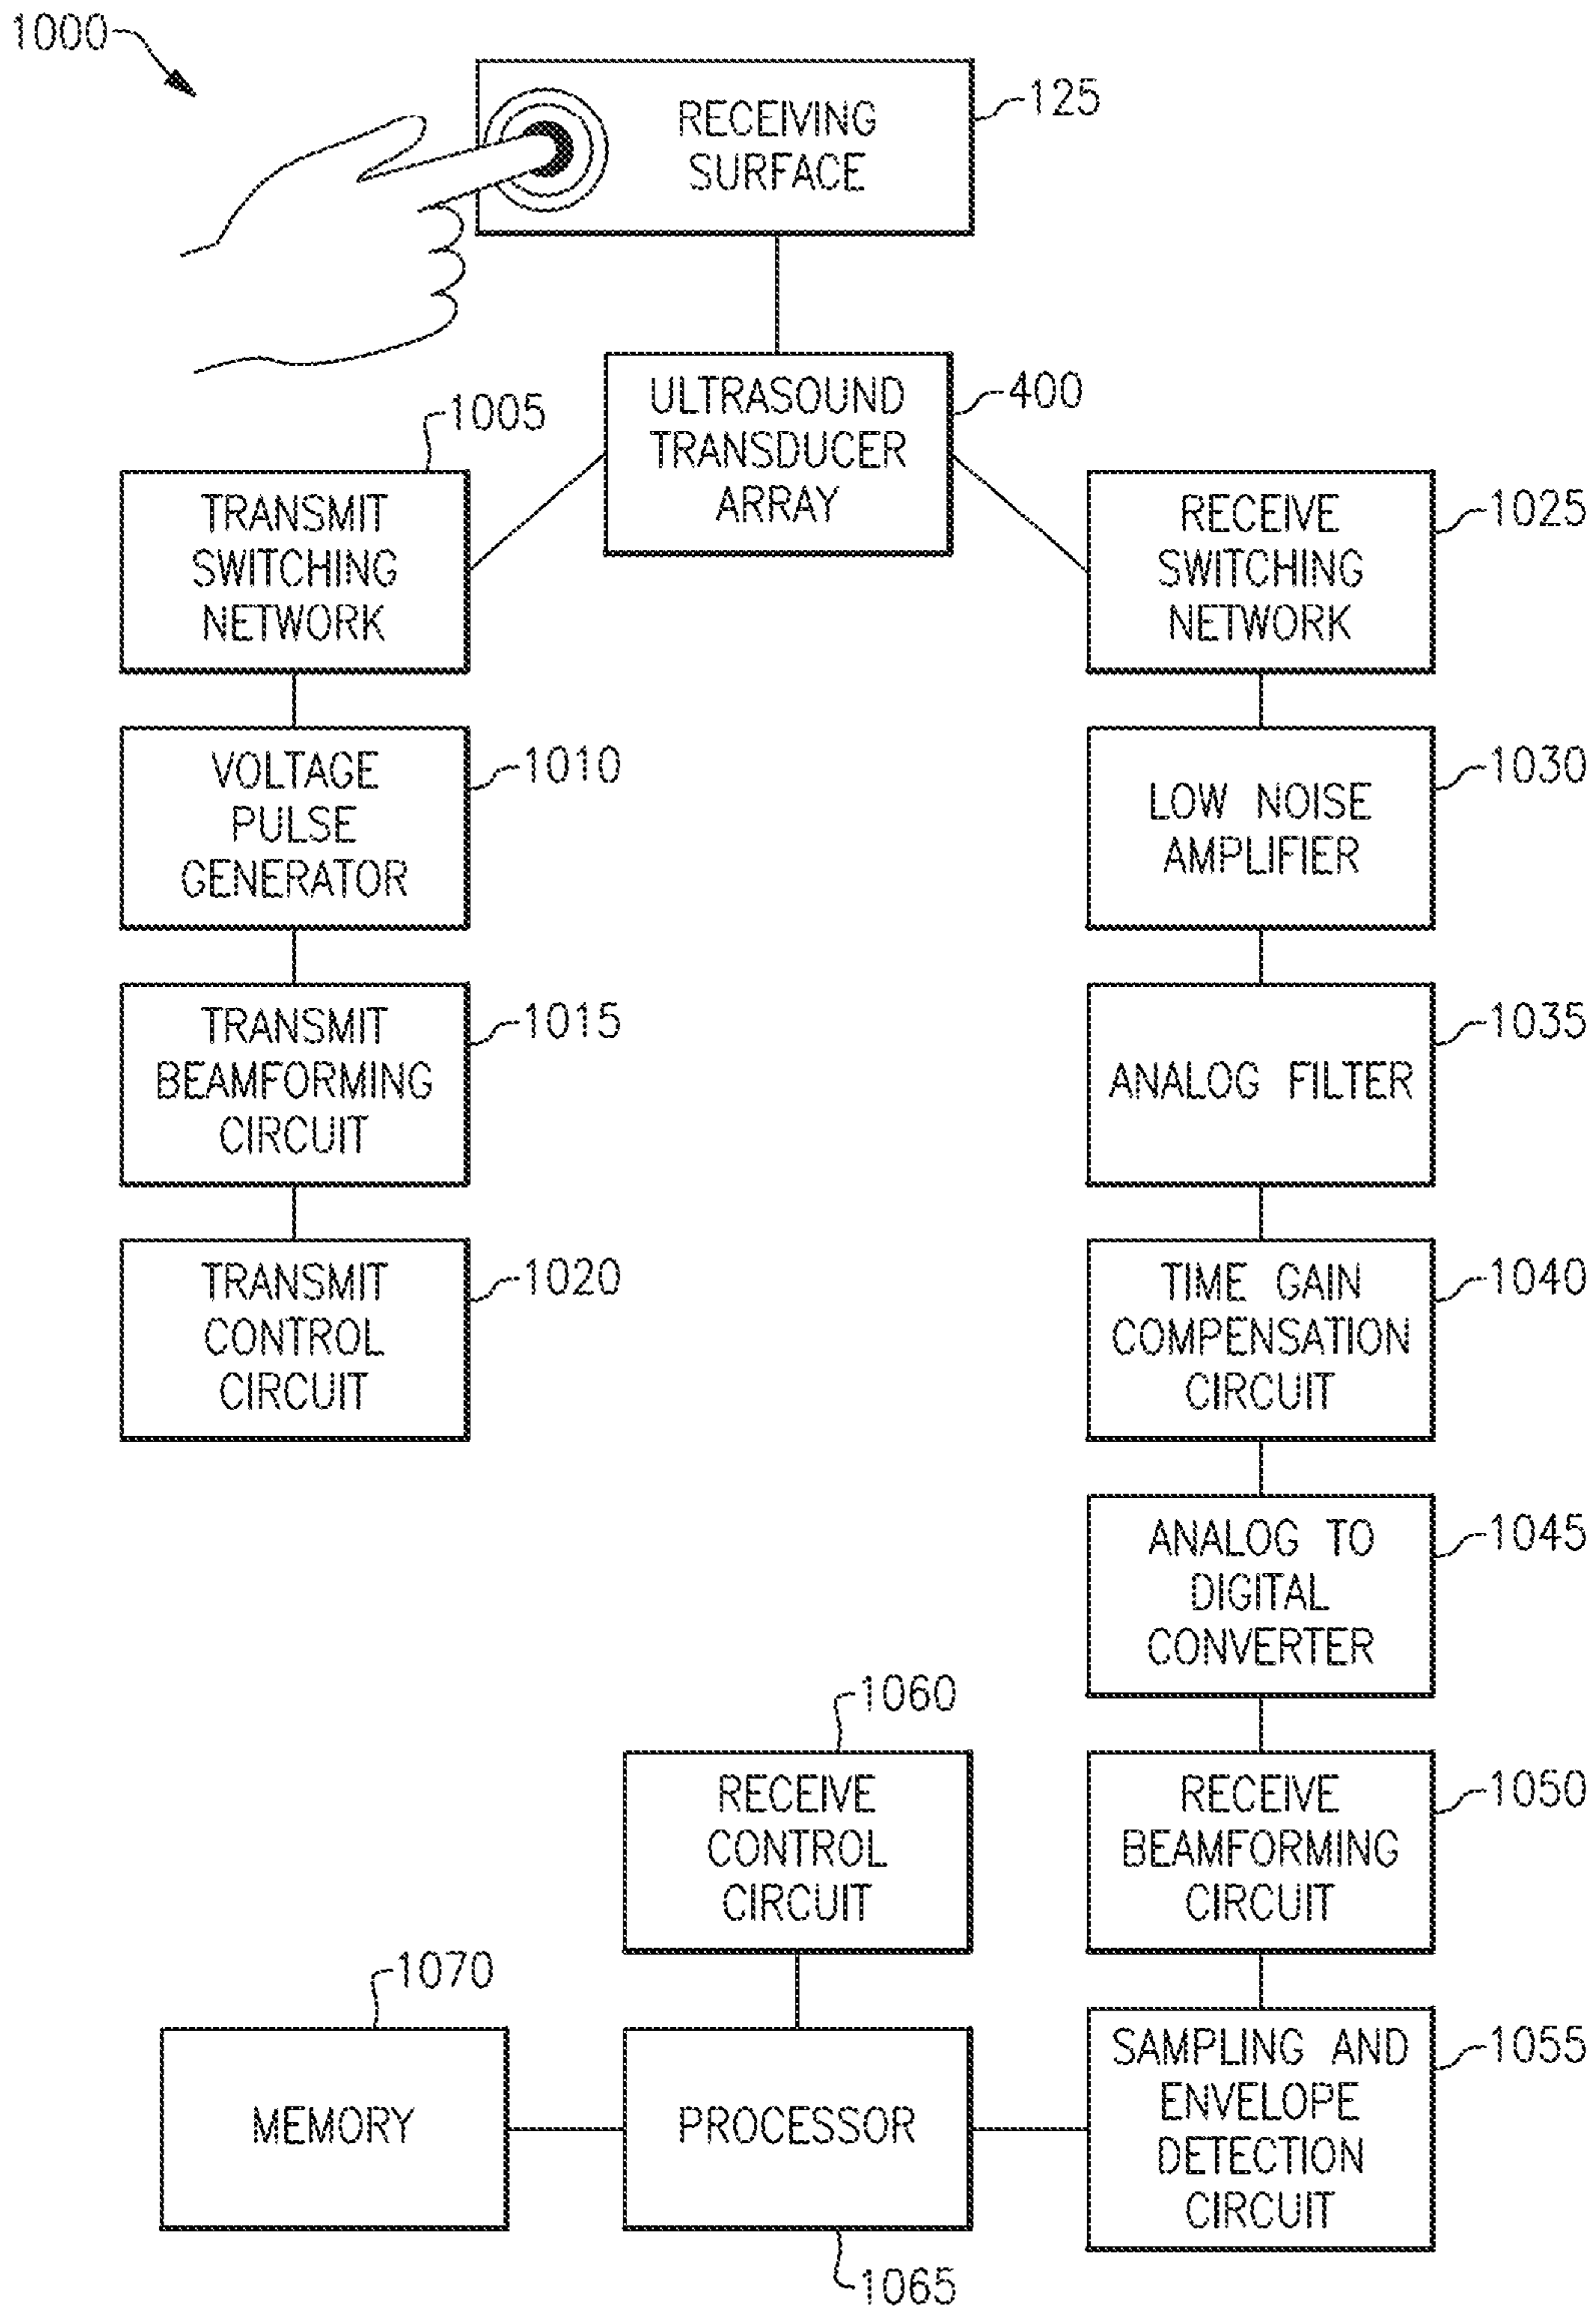 1000
RECEIVING
SURFACE
125
ULTRASOUND
TRANSDUCER
ARRAY
400
1005
TRANSMIT
SWITCHING
NETWORK
RECEIVE
SWITCHING
NETWORK
1025
VOLTAGE
PULSE
GENERATOR
1010
LOW NOISE
AMPLIFIER
1030
TRANSMIT
BEAMFORMING
CIRCUIT
1015
ANALOG FILTER
1035
TRANSMIT
CONTROL
CIRCUIT
1020
TIME GAIN
COMPENSATION
CIRCUIT
1040
ANALOG TO
DIGITAL
CONVERTER
1045
1060
RECEIVE
CONTROL
CIRCUIT
RECEIVE
BEAMFORMING
CIRCUIT
1050
1070
MEMORY
PROCESSOR
1065
SAMPLING AND
ENVELOPE
DETECTION
CIRCUIT
1055